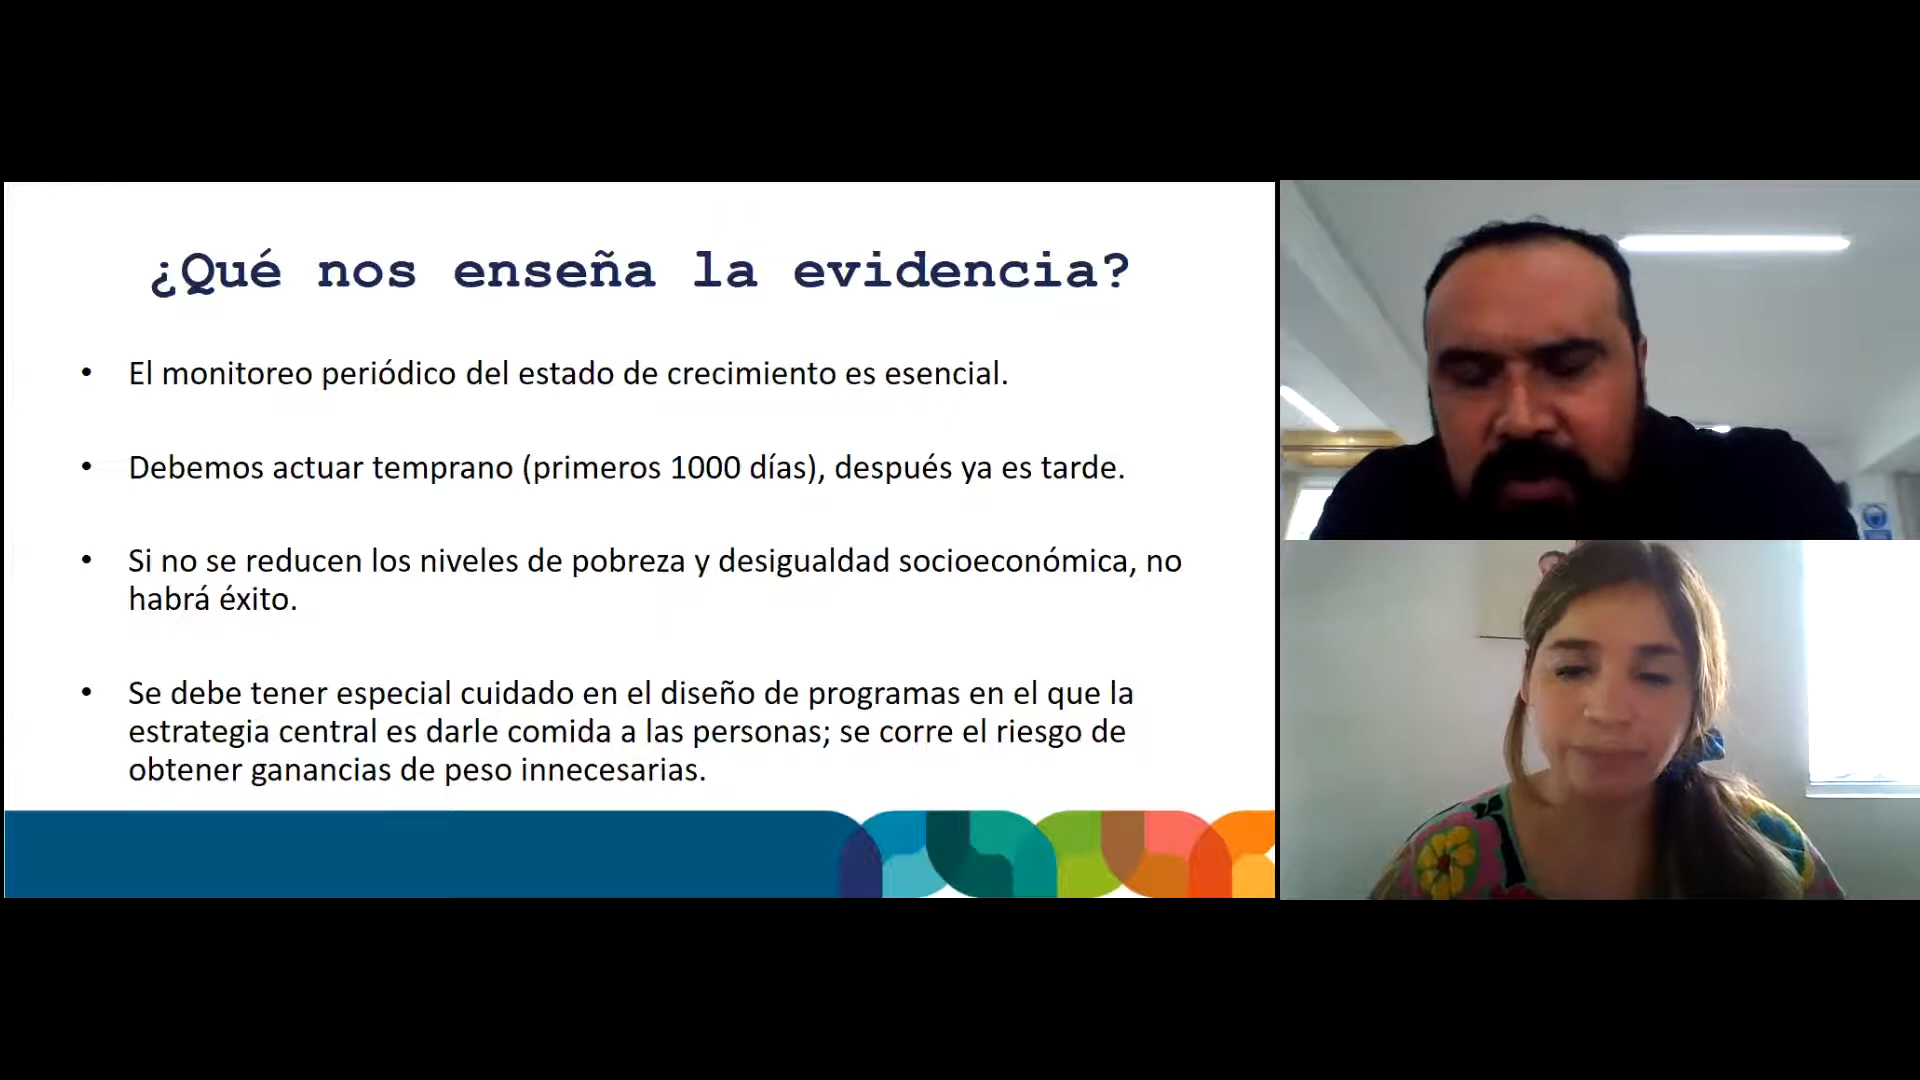 ¿Qué nos enseña la evidencia?
• El monitoreo periódico del estado de crecimiento es esencial.
• Debemos actuar temprano (primeros 1000 días), después ya es tarde.
• Si no se reducen los niveles de pobreza y desigualdad socioeconómica, no
habrá éxito.
• Se debe tener especial cuidado en el diseño de programas en el que la
estrategia central es darle comida a las personas; se corre el riesgo de
obtener ganancias de peso innecesarias.